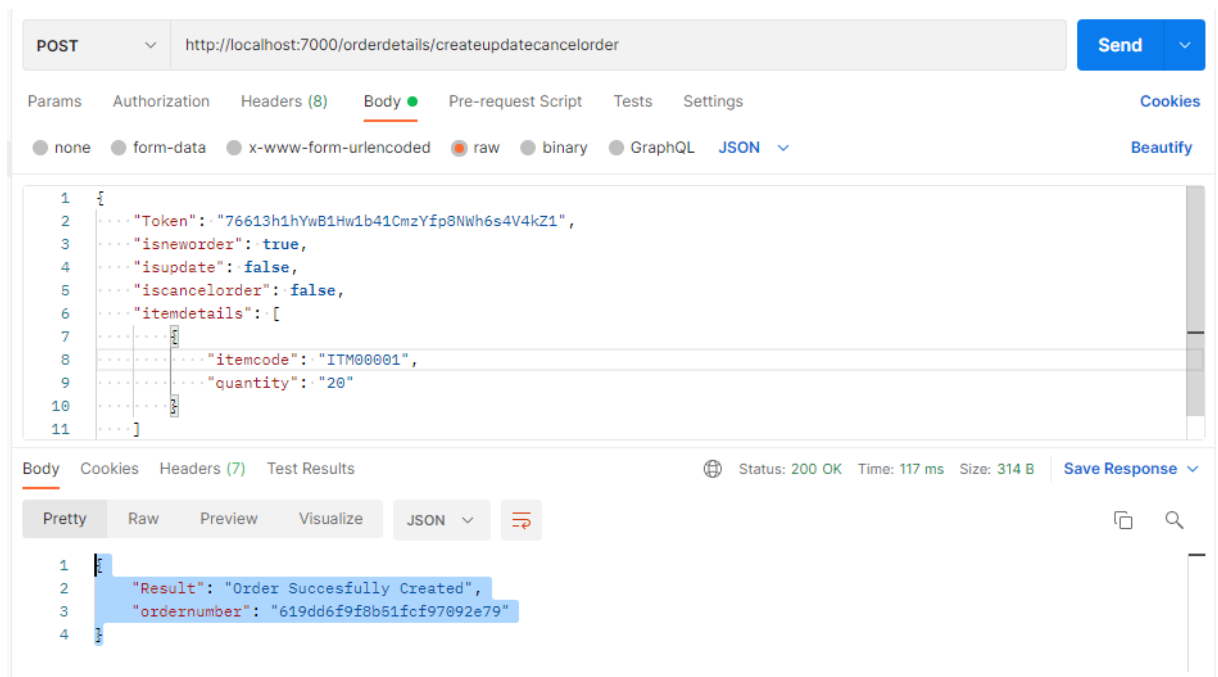 POST http://localhost:7000/orderdetails/createupdatecancelorder Send
Params Authorization Headers (8) Body Pre-request Script Tests Settings Cookies
none form-data x-www-form-urlencoded raw binary GraphQL JSON Beautify
1 {
2 "Token": "76613h1hYwB1Hw1b41CmzYfp8NWh6s4V4kZ1",
3 "isneworder": true,
4 "isupdate": false,
5 "iscancelorder": false,
6 "itemdetails": [
7 {
8 "itemcode": "ITM00001",
9 "quantity": "20"
10 }
11 ]
Body Cookies Headers (7) Test Results Status: 200 OK Time: 117 ms Size: 314 B Save Response
Pretty Raw Preview Visualize JSON
1 {
2 "Result": "Order Succesfully Created",
3 "ordernumber": "619dd6f9f8b51fcf97092e79"
4 }